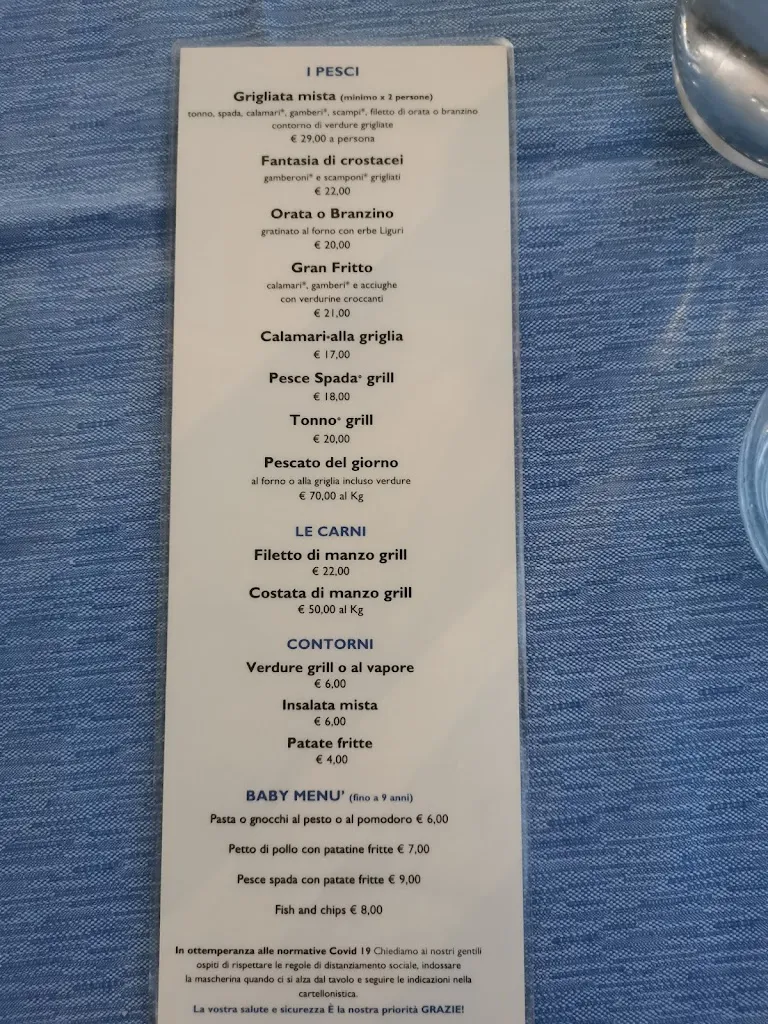 I PESCI
Grigliata mista (minimo x 2 persone)
tonno, spada, calamari*, gamberi*, scampi*, filetto di orata o branzino
contorno di verdure grigliate
€ 29,00 a persona
Fantasia di crostacei
gamberoni* e scamponi* grigliati
€ 22,00
Orata o Branzino
gratinato al forno con erbe Liguri
€ 20,00
Gran Fritto
calamari*, gamberi* e acciughe
con verdurine croccanti
€ 21,00
Calamari alla griglia
€ 17,00
Pesce Spada* grill
€ 18,00
Tonno* grill
€ 20,00
Pescato del giorno
al forno o alla griglia incluso verdure
€ 70,00 al Kg
LE CARNI
Filetto di manzo grill
€ 22,00
Costata di manzo grill
€ 50,00 al Kg
CONTORNI
Verdure grill o al vapore
€ 6,00
Insalata mista
€ 6,00
Patate fritte
€ 4,00
BABY MENU' (fino a 9 anni)
Pasta o gnocchi al pesto o al pomodoro € 6,00
Petto di pollo con patatine fritte € 7,00
Pesce spada con patate fritte € 9,00
Fish and chips € 8,00
In ottemperanza alle normative Covid 19 Chiediamo ai nostri gentili
ospiti di rispettare le regole di distanziamento sociale, indossare
la mascherina quando ci si alza dal tavolo e seguire le indicazioni nella
cartellonistica.
La vostra salute e sicurezza È la nostra priorità GRAZIE!